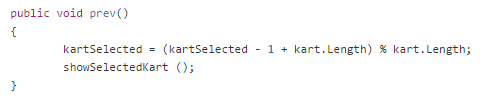 public void prev()
{
        kartSelected = (kartSelected - 1 + kart.Length) % kart.Length;
        showSelectedKart ();
}